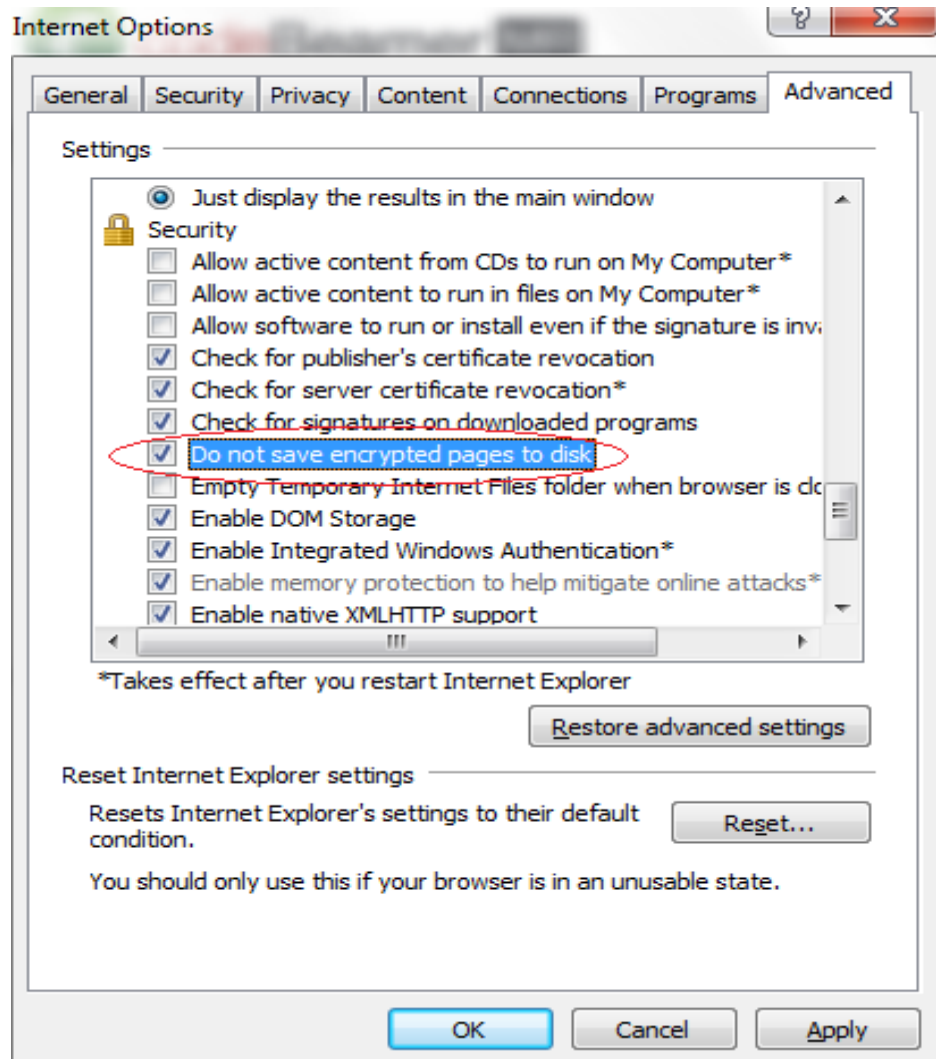 Internet Options
General Security Privacy Content Connections Programs Advanced
Settings
Just display the results in the main window
Security
Allow active content from CDs to run on My Computer*
Allow active content to run in files on My Computer*
Allow software to run or install even if the signature is inva
Check for publisher's certificate revocation
Check for server certificate revocation*
Check for signatures on downloaded programs
Do not save encrypted pages to disk
Empty Temporary Internet Files folder when browser is clo
Enable DOM Storage
Enable Integrated Windows Authentication*
Enable memory protection to help mitigate online attacks*
Enable native XMLHTTP support
*Takes effect after you restart Internet Explorer
Restore advanced settings
Reset Internet Explorer settings
Resets Internet Explorer's settings to their default
condition.
Reset...
You should only use this if your browser is in an unusable state.
OK Cancel Apply